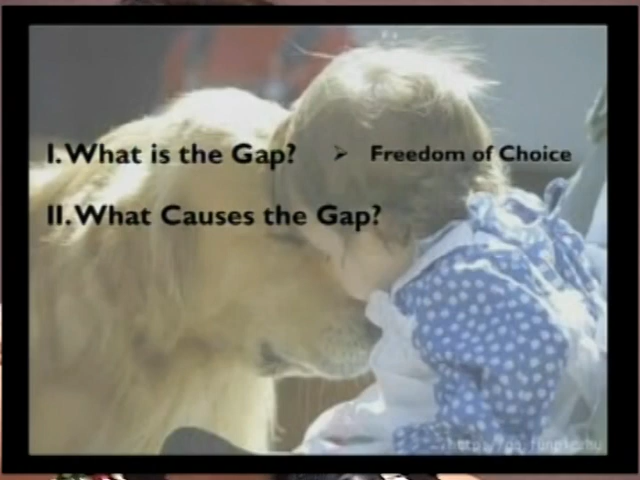 I. What is the Gap? ➢ Freedom of Choice
II. What Causes the Gap?